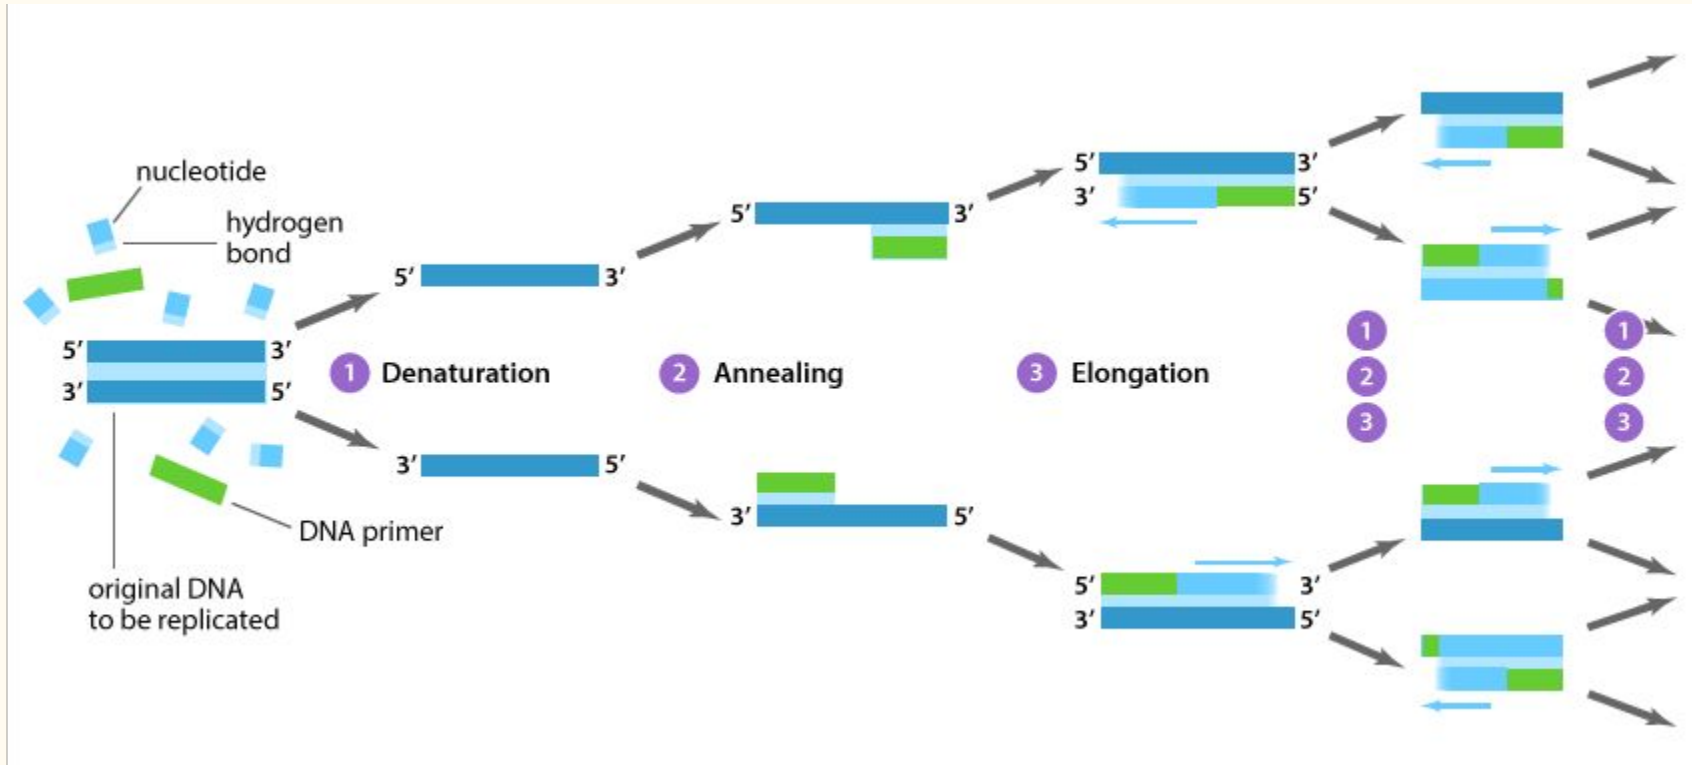 nucleotide
hydrogen
bond
5′ 3′
3′ 5′
DNA primer
original DNA
to be replicated
5′ 3′
1 Denaturation
3′ 5′
5′ 3′
2 Annealing
3′ 5′
5′ 3′
3′ 5′
3 Elongation
5′ 3′
3′ 5′
1
2
3
1
2
3